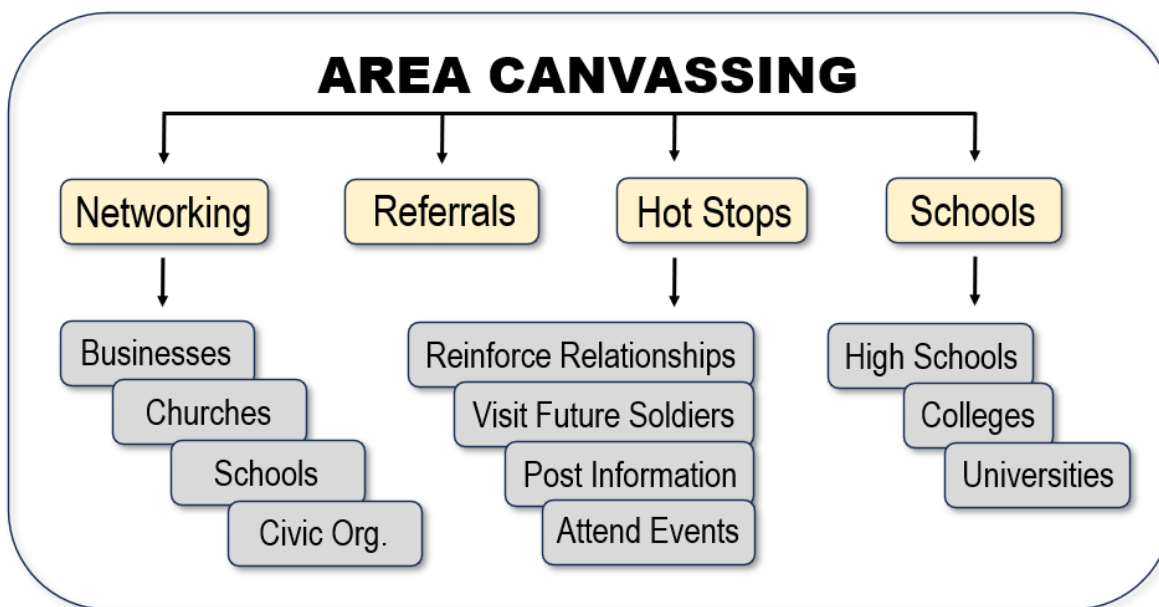 AREA CANVASSING
Networking
Referrals
Hot Stops
Schools
Businesses
Churches
Schools
Civic Org.
Reinforce Relationships
Visit Future Soldiers
Post Information
Attend Events
High Schools
Colleges
Universities